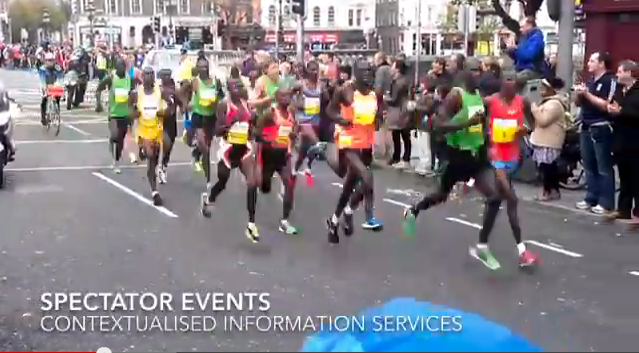 SPECTATOR EVENTS
CONTEXTUALISED INFORMATION SERVICES